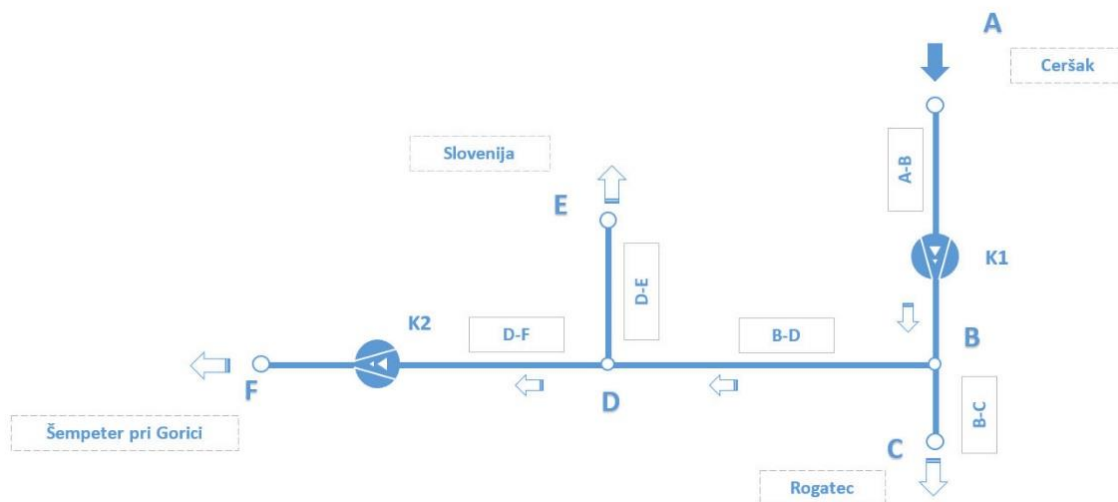 A
Ceršak
Slovenija
A-B
E
K1
D-E
K2
D-F
B-D
B
F
D
Šempeter pri Gorici
B-C
C
Rogatec